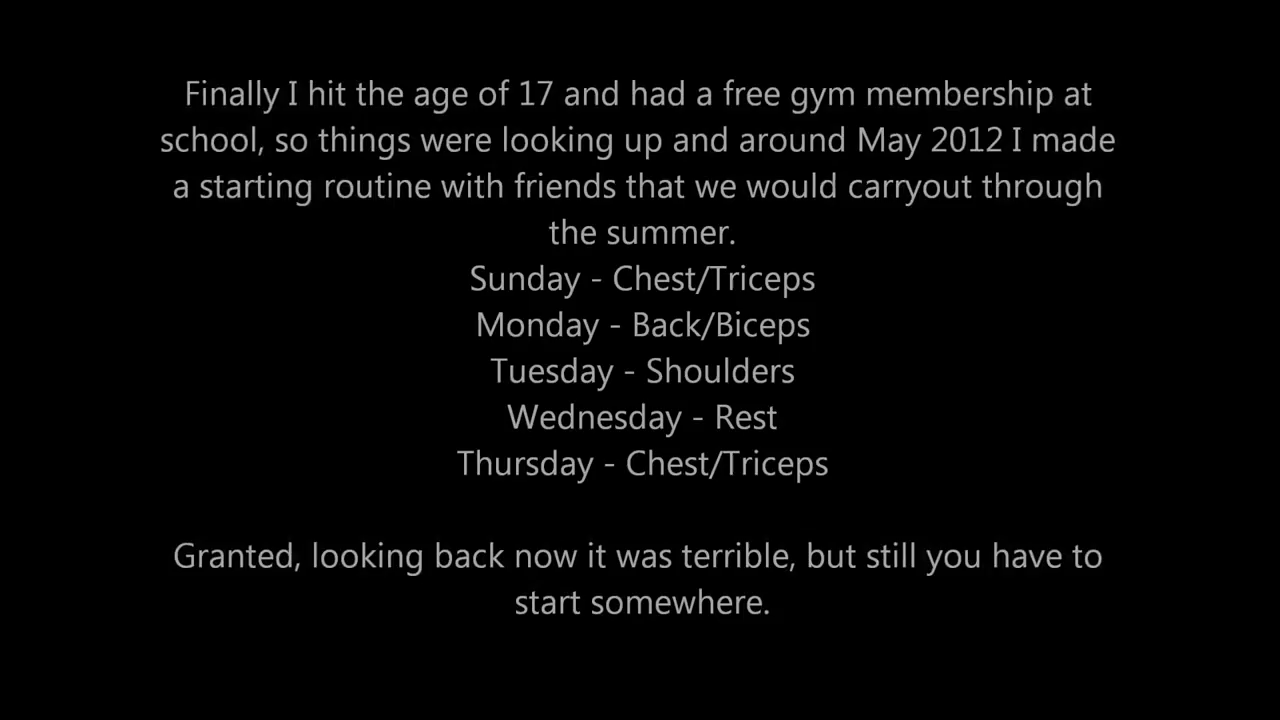 Finally I hit the age of 17 and had a free gym membership at
school, so things were looking up and around May 2012 I made
a starting routine with friends that we would carryout through
the summer.
Sunday - Chest/Triceps
Monday - Back/Biceps
Tuesday - Shoulders
Wednesday - Rest
Thursday - Chest/Triceps
Granted, looking back now it was terrible, but still you have to
start somewhere.